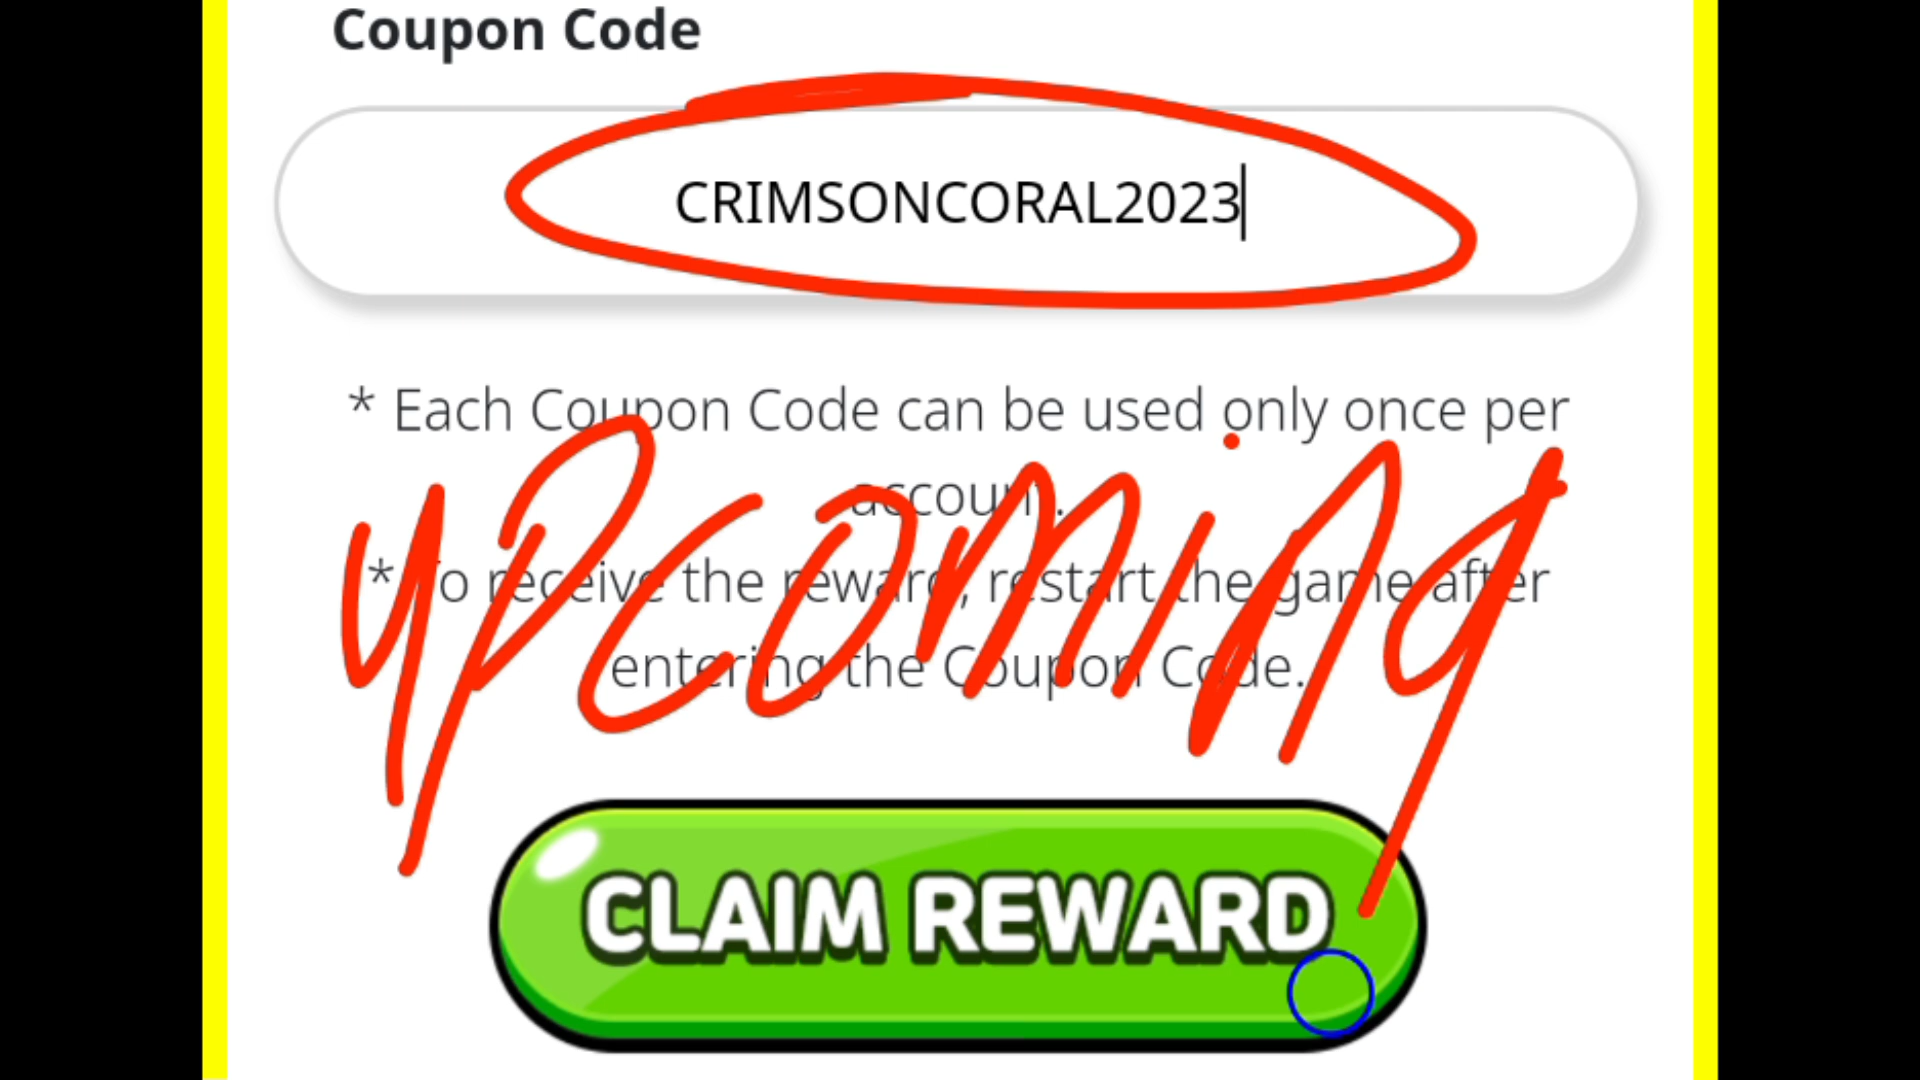 Coupon Code
CRIMSONCORAL2023
* Each Coupon Code can be used only once per
account.
* To receive the reward, restart the game after
entering the Coupon Code.
upcoming
CLAIM REWARD